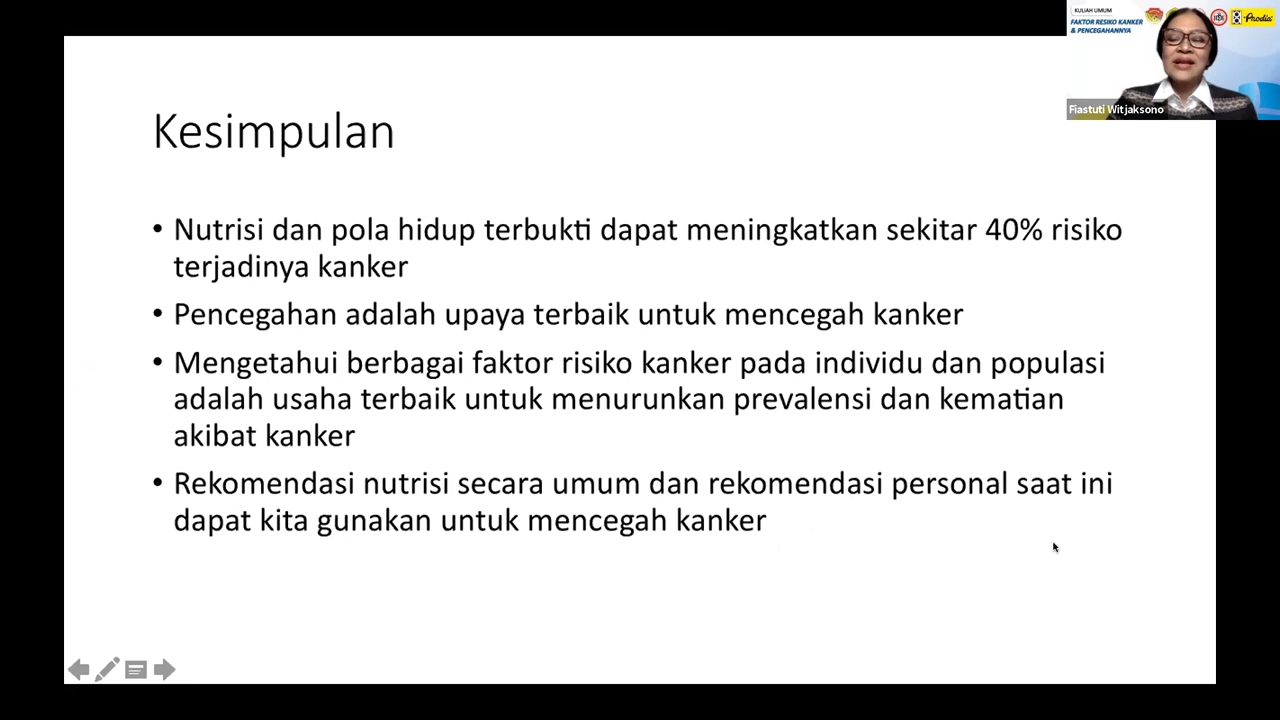 KULIAH UMUM
FAKTOR RESIKO KANKER
& PENCEGAHANNYA
Prodia
Fiastuti Witjaksono
Kesimpulan
• Nutrisi dan pola hidup terbukti dapat meningkatkan sekitar 40% risiko
terjadinya kanker
• Pencegahan adalah upaya terbaik untuk mencegah kanker
• Mengetahui berbagai faktor risiko kanker pada individu dan populasi
adalah usaha terbaik untuk menurunkan prevalensi dan kematian
akibat kanker
• Rekomendasi nutrisi secara umum dan rekomendasi personal saat ini
dapat kita gunakan untuk mencegah kanker